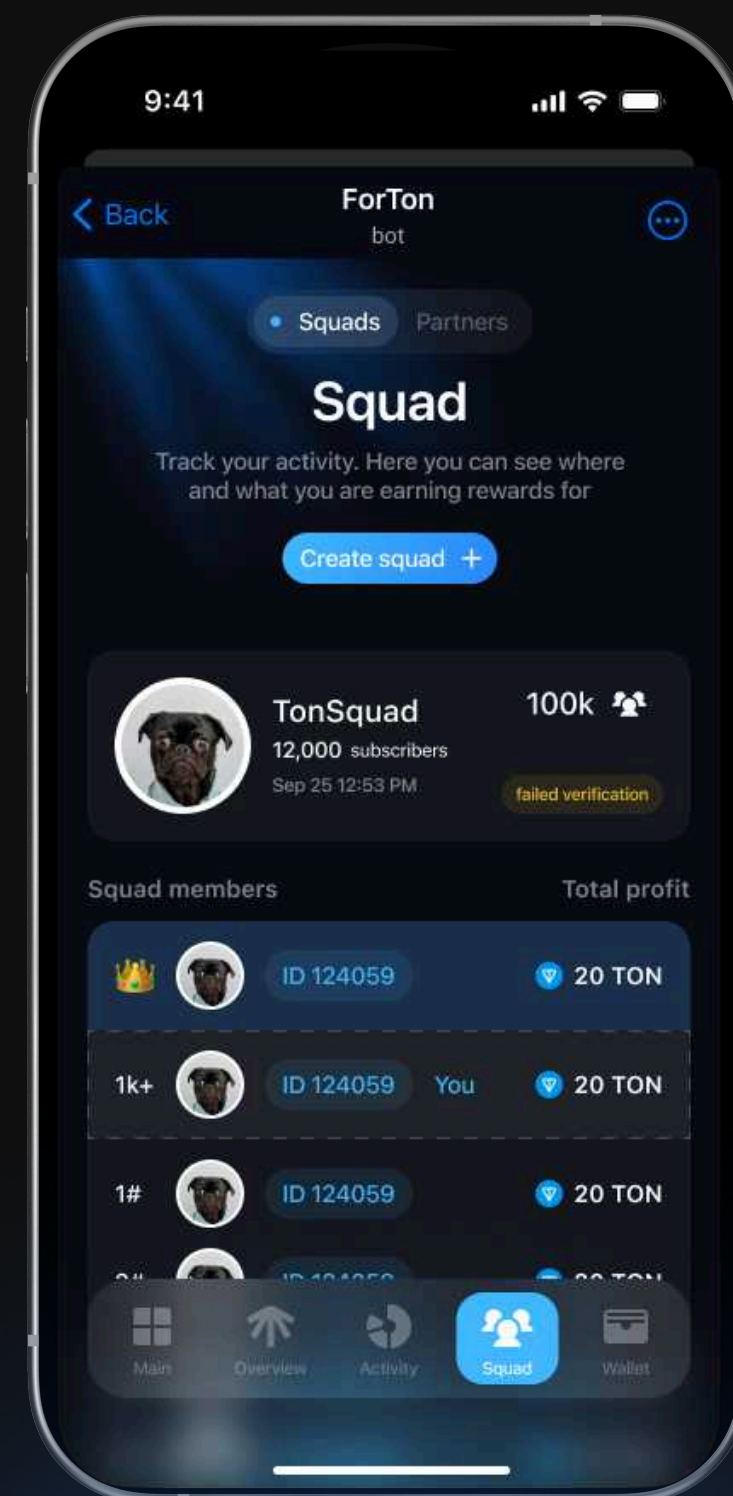 9:41
Back
ForTon
bot
Squads Partners
Squad
Track your activity. Here you can see where
and what you are earning rewards for
Create squad +
TonSquad
100k
12,000 subscribers
Sep 25 12:53 PM
failed verification
Squad members Total profit
ID 124059 20 TON
1k+ ID 124059 You 20 TON
1# ID 124059 20 TON
Main Overview Activity Squad Wallet